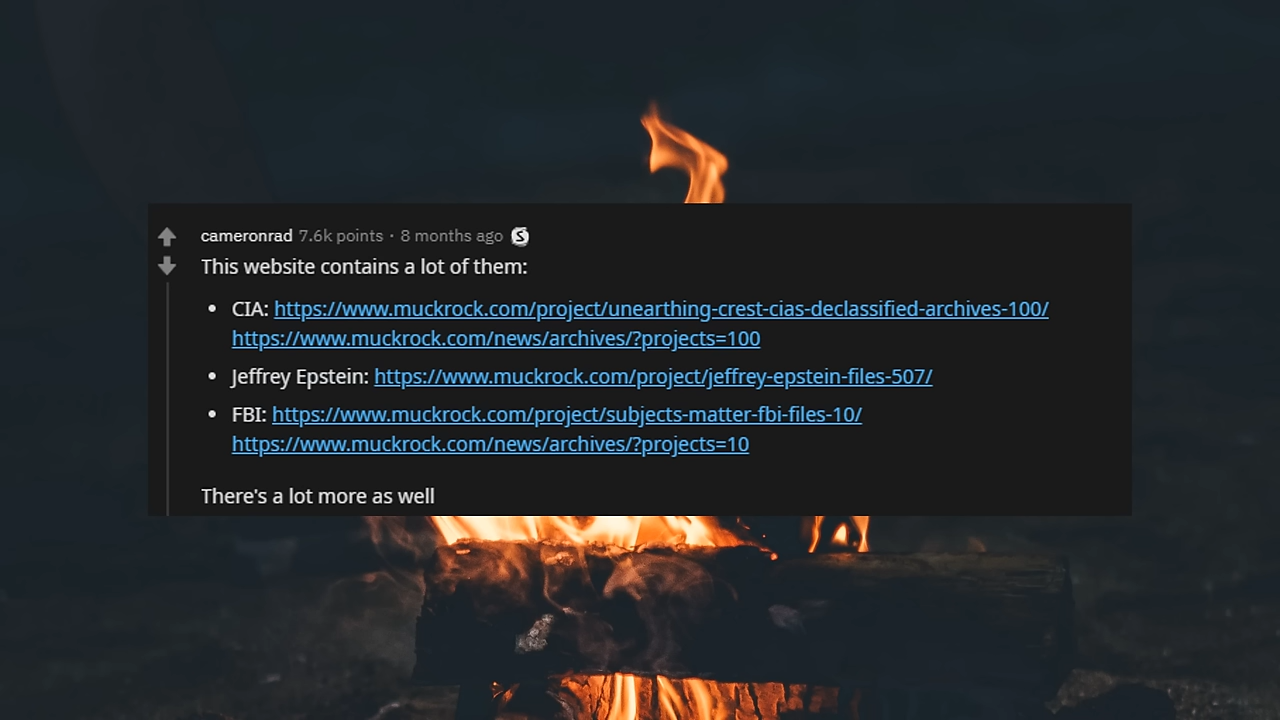 cameronrad 7.6k points · 8 months ago
This website contains a lot of them:
• CIA: https://www.muckrock.com/project/unearthing-crest-cias-declassified-archives-100/
https://www.muckrock.com/news/archives/?projects=100
• Jeffrey Epstein: https://www.muckrock.com/project/jeffrey-epstein-files-507/
• FBI: https://www.muckrock.com/project/subjects-matter-fbi-files-10/
https://www.muckrock.com/news/archives/?projects=10
There's a lot more as well